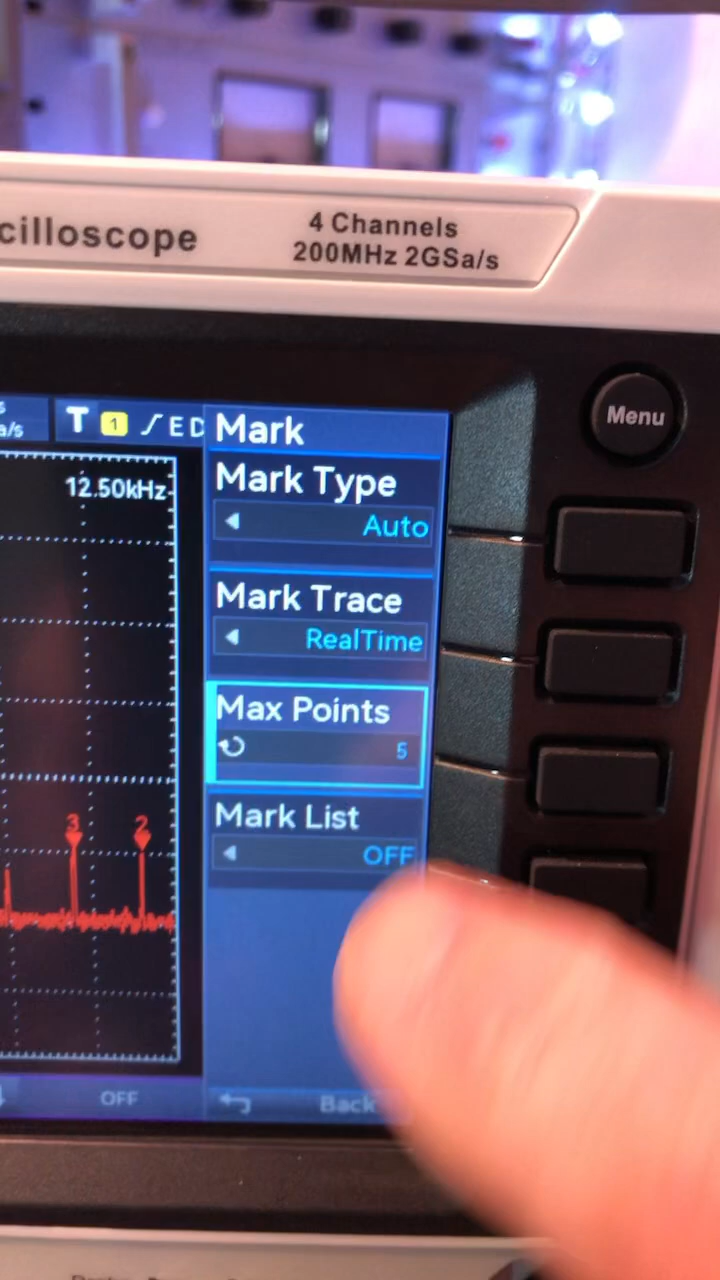 cilloscope
4 Channels
200MHz 2GSa/s
Menu
a/s
T 1 E D
Mark
12.50kHz
Mark Type
Auto
Mark Trace
RealTime
Max Points
5
Mark List
OFF
3 2
OFF
Back